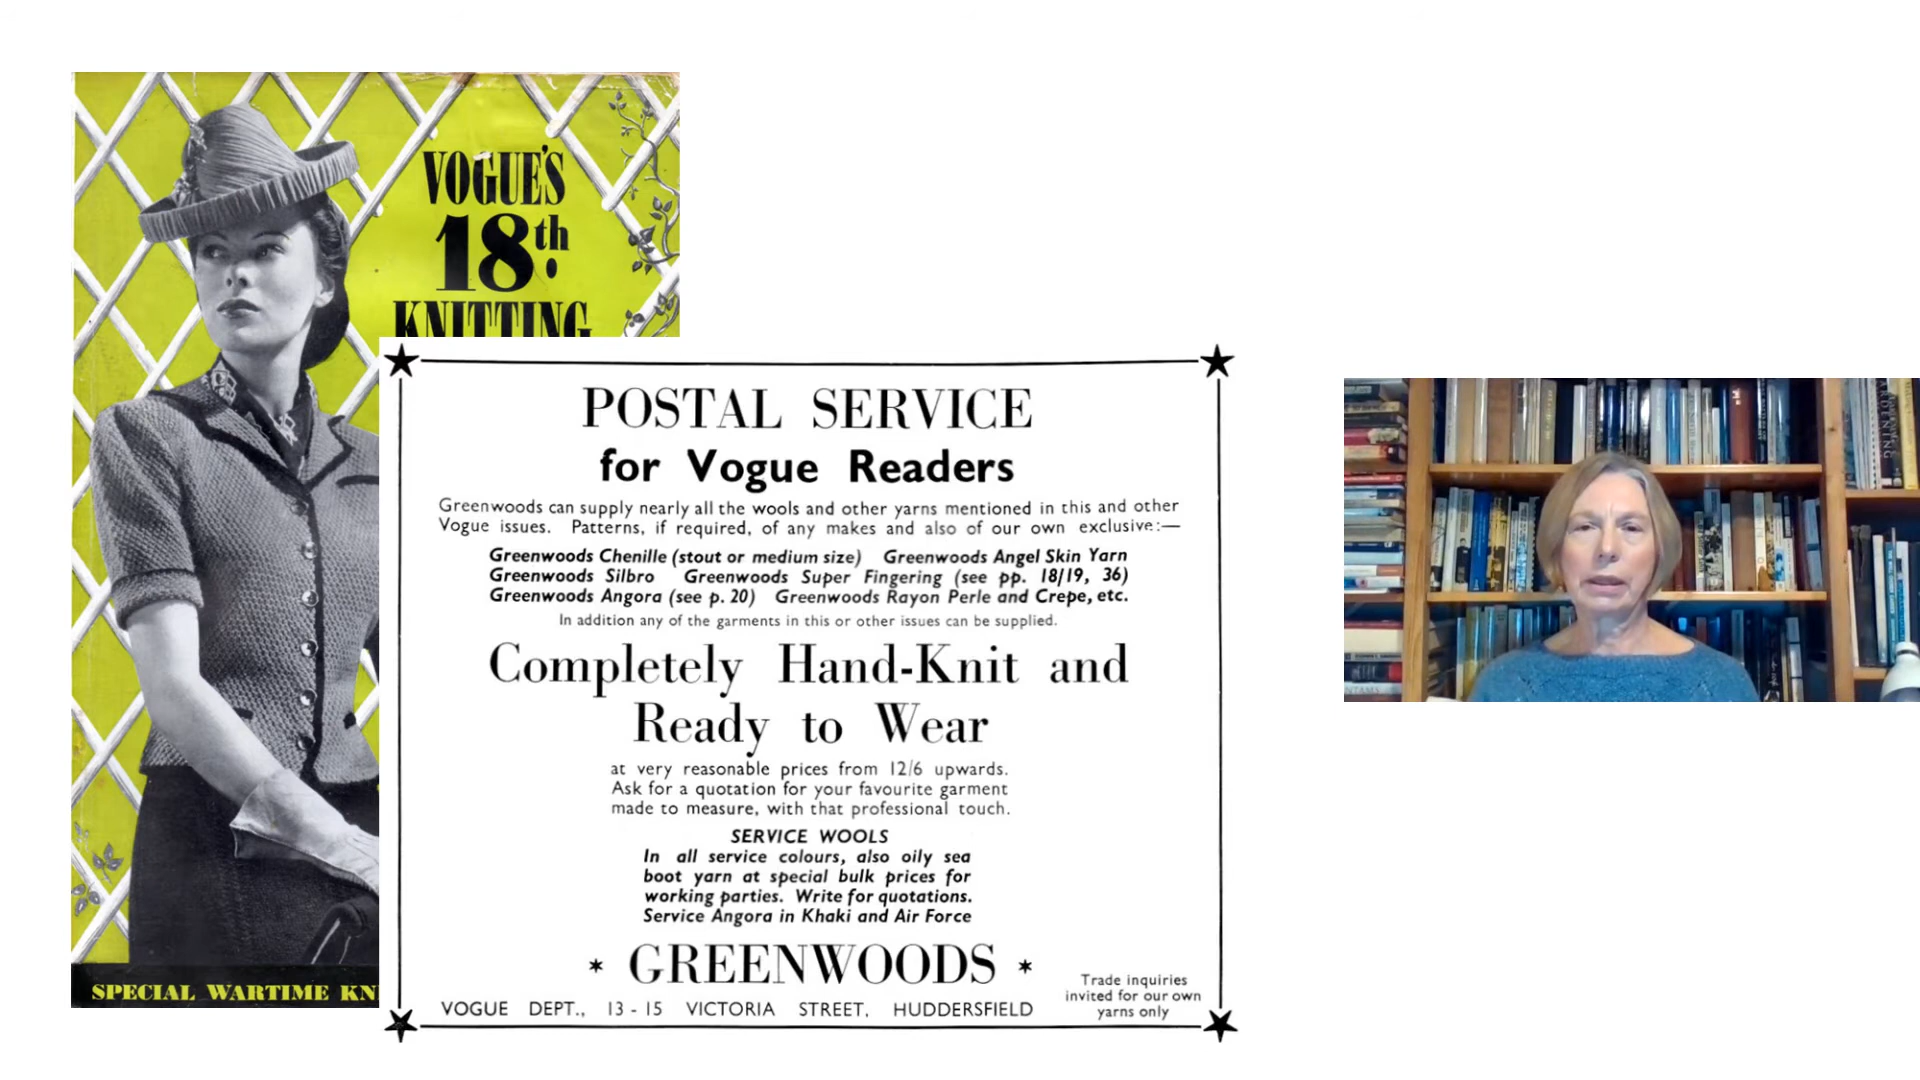 VOGUE'S
18th
KNITTING
SPECIAL WARTIME KN
POSTAL SERVICE
for Vogue Readers
Greenwoods can supply nearly all the wools and other yarns mentioned in this and other
Vogue issues. Patterns, if required, of any makes and also of our own exclusive:—
Greenwoods Chenille (stout or medium size) Greenwoods Angel Skin Yarn
Greenwoods Silbro Greenwoods Super Fingering (see pp. 18/19, 36)
Greenwoods Angora (see p. 20) Greenwoods Rayon Perle and Crepe, etc.
In addition any of the garments in this or other issues can be supplied.
Completely Hand-Knit and
Ready to Wear
at very reasonable prices from 12/6 upwards.
Ask for a quotation for your favourite garment
made to measure, with that professional touch.
SERVICE WOOLS
In all service colours, also oily sea
boot yarn at special bulk prices for
working parties. Write for quotations.
Service Angora in Khaki and Air Force
* GREENWOODS *
VOGUE DEPT., 13 - 15 VICTORIA STREET, HUDDERSFIELD
Trade inquiries
invited for our own
yarns only